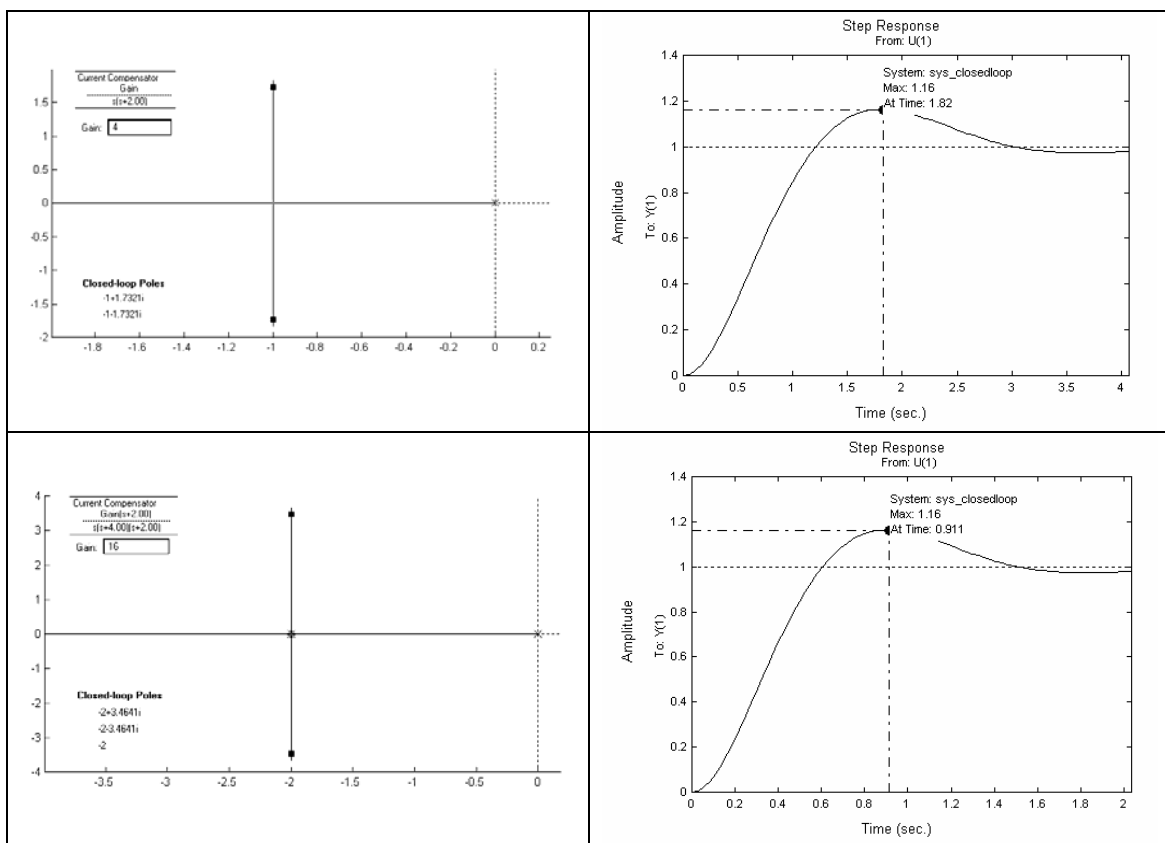 Current Compensator
Gain
s(s+2.00)
Gain: 4
1.5
1
0.5
0
-0.5
-1
-1.5
-2
Closed-loop Poles
-1+1.7321i
-1-1.7321i
-1.8 -1.6 -1.4 -1.2 -1 -0.8 -0.6 -0.4 -0.2 0 0.2
Step Response
From: U(1)
System: sys_closedloop
Max: 1.16
At Time: 1.82
1.4
1.2
1
0.8
0.6
0.4
0.2
0
Amplitude
To: Y(1)
0 0.5 1 1.5 2 2.5 3 3.5 4
Time (sec.)
Current Compensator
Gain(s+2.00)
s(s+4.00)(s+2.00)
Gain: 16
4
3
2
1
0
-1
-2
-3
-4
Closed-loop Poles
-2+3.4641i
-2-3.4641i
-2
-3.5 -3 -2.5 -2 -1.5 -1 -0.5 0
Step Response
From: U(1)
System: sys_closedloop
Max: 1.16
At Time: 0.911
1.4
1.2
1
0.8
0.6
0.4
0.2
0
Amplitude
To: Y(1)
0 0.2 0.4 0.6 0.8 1 1.2 1.4 1.6 1.8 2
Time (sec.)